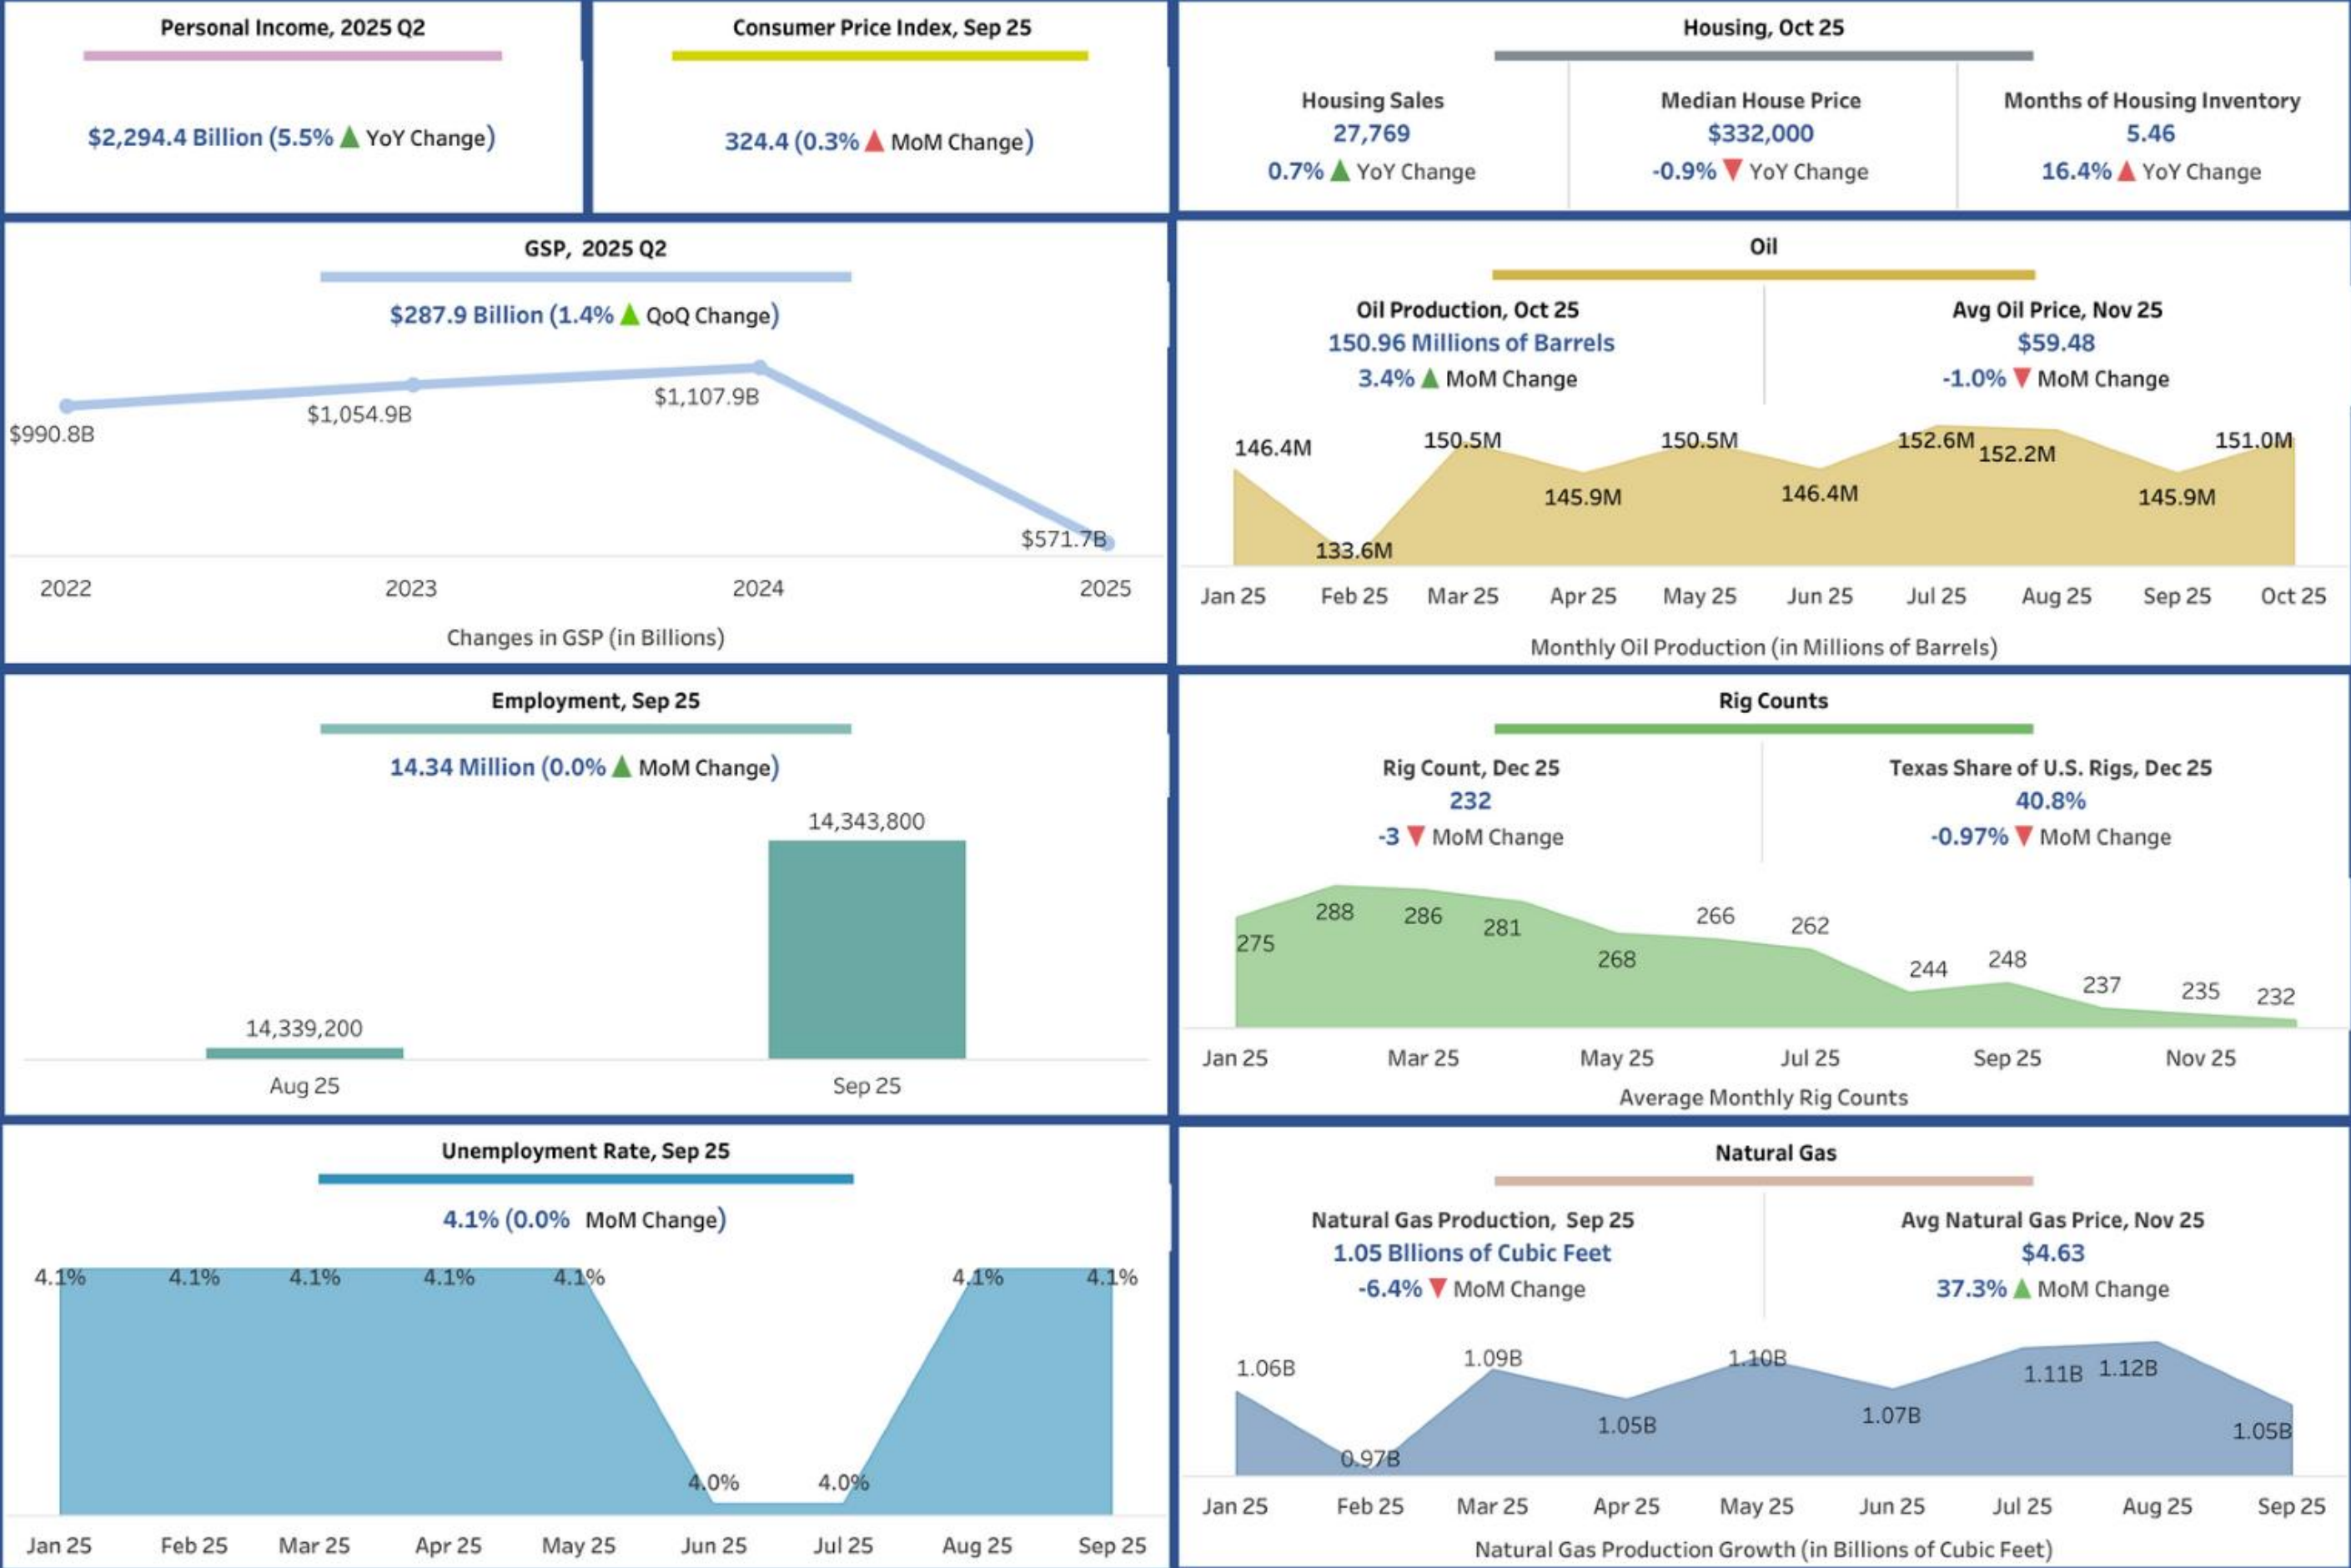 Personal Income, 2025 Q2
$2,294.4 Billion (5.5% ▲ YoY Change)
Consumer Price Index, Sep 25
324.4 (0.3% ▲ MoM Change)
Housing, Oct 25
Housing Sales
27,769
0.7% ▲ YoY Change
Median House Price
$332,000
-0.9% ▼ YoY Change
Months of Housing Inventory
5.46
16.4% ▲ YoY Change
GSP, 2025 Q2
$287.9 Billion (1.4% ▲ QoQ Change)
$990.8B
$1,054.9B
$1,107.9B
$571.7B
2022 2023 2024 2025
Changes in GSP (in Billions)
Oil
Oil Production, Oct 25
150.96 Millions of Barrels
3.4% ▲ MoM Change
Avg Oil Price, Nov 25
$59.48
-1.0% ▼ MoM Change
146.4M 133.6M 150.5M 145.9M 150.5M 146.4M 152.6M 152.2M 145.9M 151.0M
Jan 25 Feb 25 Mar 25 Apr 25 May 25 Jun 25 Jul 25 Aug 25 Sep 25 Oct 25
Monthly Oil Production (in Millions of Barrels)
Employment, Sep 25
14.34 Million (0.0% ▲ MoM Change)
14,339,200
14,343,800
Aug 25 Sep 25
Rig Counts
Rig Count, Dec 25
232
-3 ▼ MoM Change
Texas Share of U.S. Rigs, Dec 25
40.8%
-0.97% ▼ MoM Change
275 288 286 281 268 266 262 244 248 237 235 232
Jan 25 Mar 25 May 25 Jul 25 Sep 25 Nov 25
Average Monthly Rig Counts
Unemployment Rate, Sep 25
4.1% (0.0% MoM Change)
4.1% 4.1% 4.1% 4.1% 4.1% 4.0% 4.0% 4.1% 4.1%
Jan 25 Feb 25 Mar 25 Apr 25 May 25 Jun 25 Jul 25 Aug 25 Sep 25
Natural Gas
Natural Gas Production, Sep 25
1.05 Bllions of Cubic Feet
-6.4% ▼ MoM Change
Avg Natural Gas Price, Nov 25
$4.63
37.3% ▲ MoM Change
1.06B 0.97B 1.09B 1.05B 1.10B 1.07B 1.11B 1.12B 1.05B
Jan 25 Feb 25 Mar 25 Apr 25 May 25 Jun 25 Jul 25 Aug 25 Sep 25
Natural Gas Production Growth (in Billions of Cubic Feet)